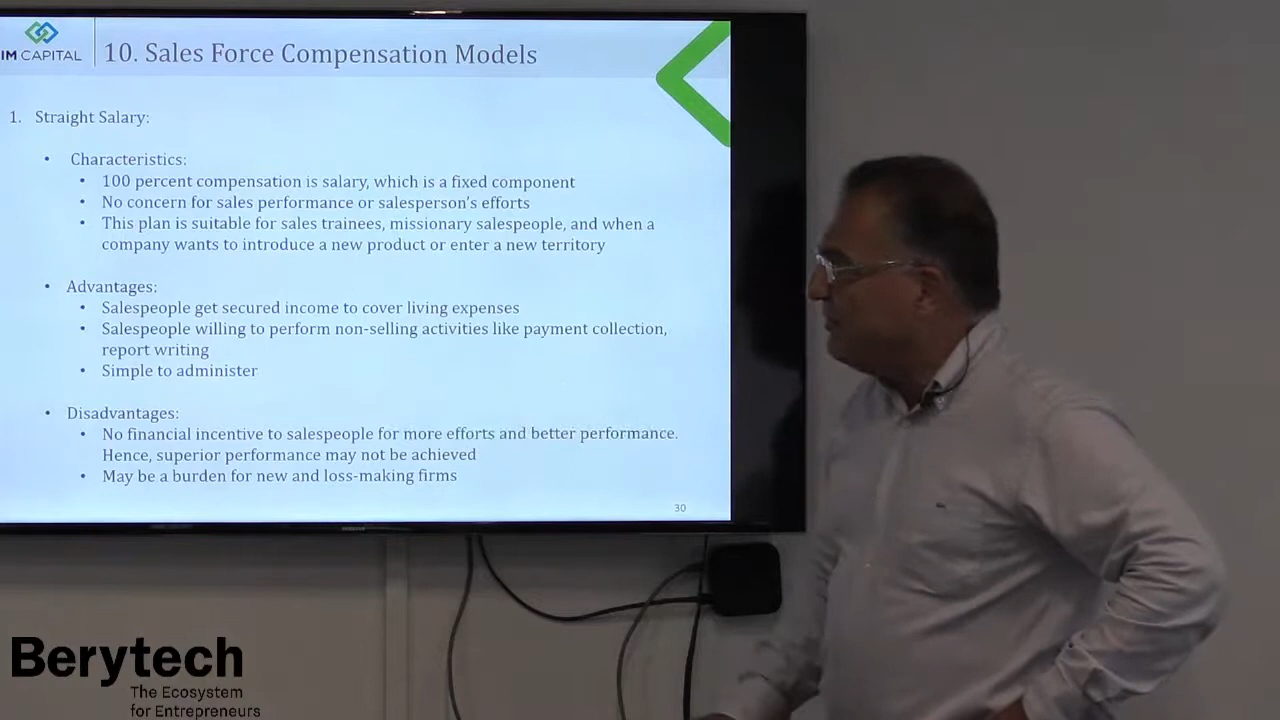 IM CAPITAL
10. Sales Force Compensation Models
1. Straight Salary:
• Characteristics:
• 100 percent compensation is salary, which is a fixed component
• No concern for sales performance or salesperson's efforts
• This plan is suitable for sales trainees, missionary salespeople, and when a
company wants to introduce a new product or enter a new territory
• Advantages:
• Salespeople get secured income to cover living expenses
• Salespeople willing to perform non-selling activities like payment collection,
report writing
• Simple to administer
• Disadvantages:
• No financial incentive to salespeople for more efforts and better performance.
Hence, superior performance may not be achieved
• May be a burden for new and loss-making firms
30
Berytech
The Ecosystem
for Entrepreneurs